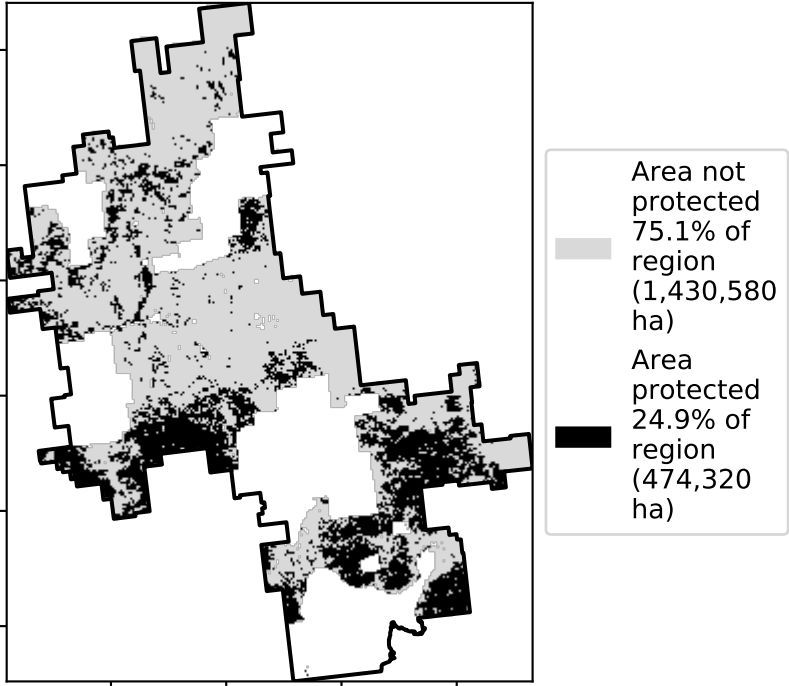 Area not
protected
75.1% of
region
(1,430,580
ha)
Area
protected
24.9% of
region
(474,320
ha)